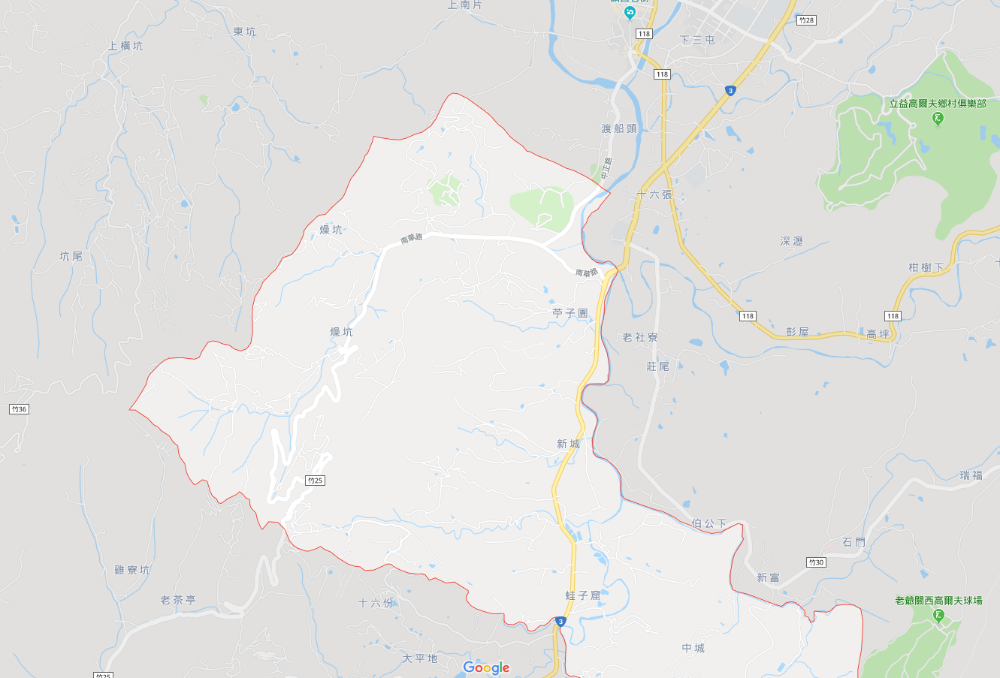 上南片
竹28
東坑
118
下三屯
上橫坑
118
3
立益高爾夫鄉村俱樂部
渡船頭
中正路
十六張
燥坑
南華路
深瀝
坑尾
柑樹下
南華路
苧子園
118
118
燥坑
彭屋
高坪
老社寮
莊尾
竹36
新城
瑞福
竹25
伯公下
石門
竹30
雞寮坑
新富
蛙子窟
老茶亭
十六份
老爺關西高爾夫球場
3
中城
大平地
Google
竹25